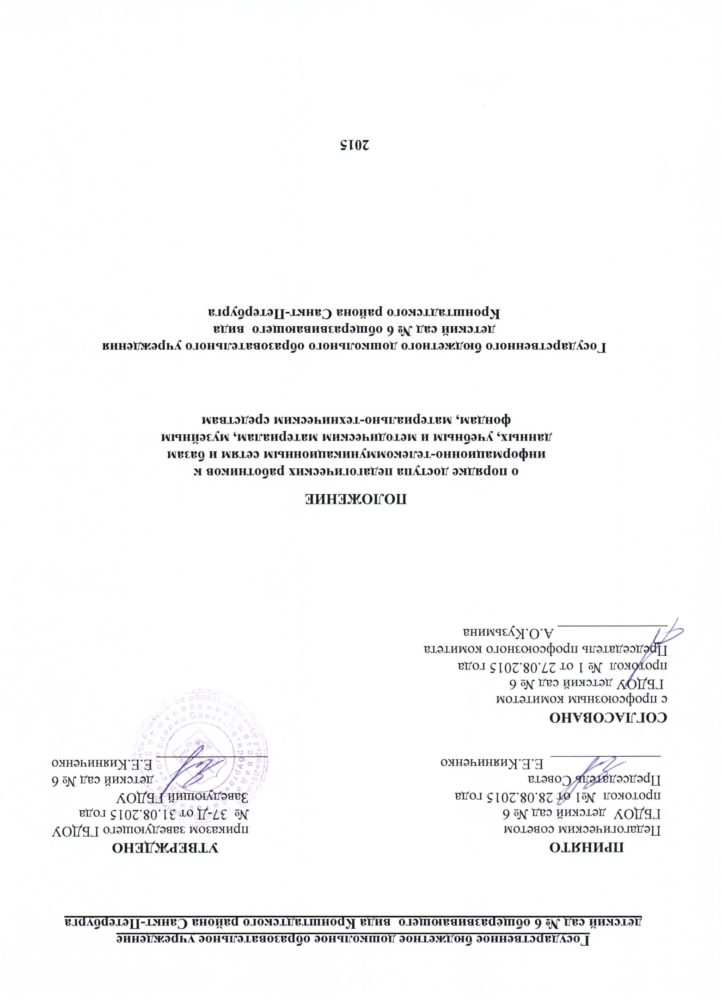 Государственное бюджетное дошкольное образовательное учреждение
детский сад № 6 общеразвивающего вида Кронштадтского района Санкт-Петербурга
ПРИНЯТО
Педагогическим советом
ГБДОУ детский сад № 6
протокол №1 от 28.08.2015 года
Председатель Совета
Е.Е.Кияниченко
УТВЕРЖДЕНО
приказом заведующего ГБДОУ
№ 37-Д от 31.08.2015 года
Заведующий ГБДОУ
детский сад № 6
Е.Е.Кияниченко
СОГЛАСОВАНО
с профсоюзным комитетом
ГБДОУ детский сад № 6
протокол № 1 от 27.08.2015 года
Председатель профсоюзного комитета
А.О.Кузьмина
ПОЛОЖЕНИЕ
о порядке доступа педагогических работников к
информационно-телекоммуникационным сетям и базам
данных, учебным и методическим материалам, музейным
фондам, материально-техническим средствам
Государственного бюджетного дошкольного образовательного учреждения
детский сад № 6 общеразвивающего вида
Кронштадтского района Санкт-Петербурга
2015